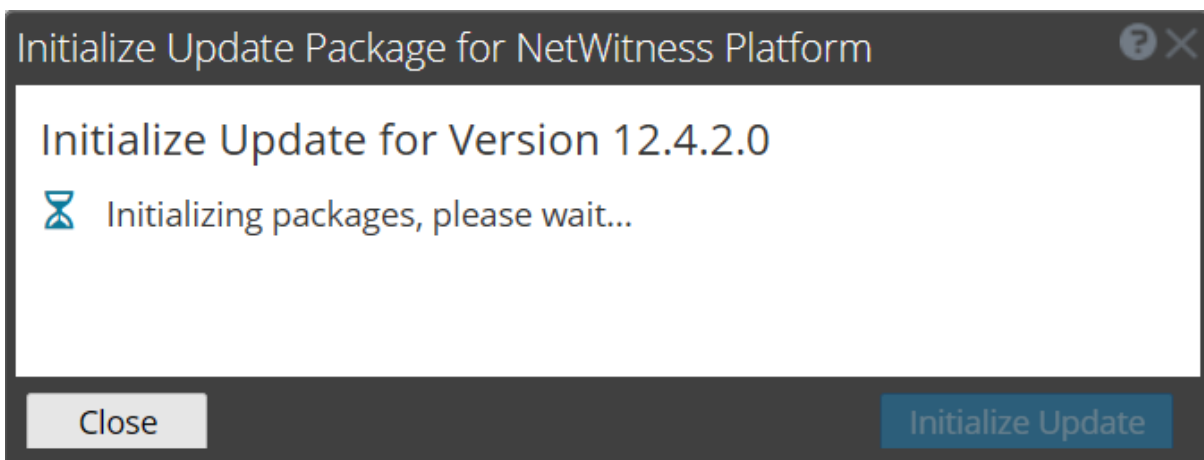 Initialize Update Package for NetWitness Platform
Initialize Update for Version 12.4.2.0
Initializing packages, please wait...
Close
Initialize Update